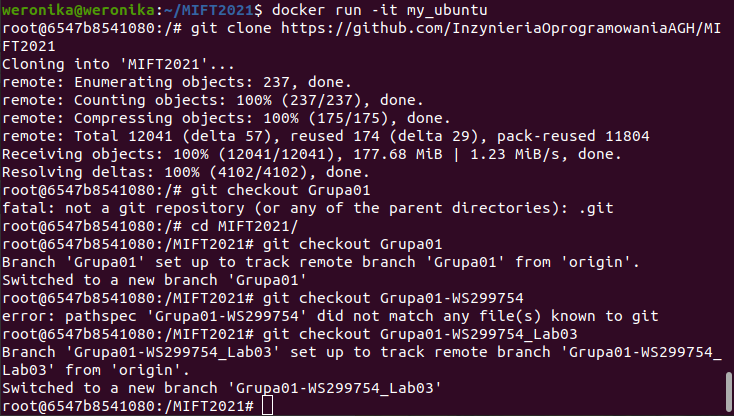 weronika@weronika:~/MIFT2021$ docker run -it my_ubuntu
root@6547b8541080:/# git clone https://github.com/InzynieriaOprogramowaniaAGH/MI
FT2021
Cloning into 'MIFT2021'...
remote: Enumerating objects: 237, done.
remote: Counting objects: 100% (237/237), done.
remote: Compressing objects: 100% (175/175), done.
remote: Total 12041 (delta 57), reused 174 (delta 29), pack-reused 11804
Receiving objects: 100% (12041/12041), 177.68 MiB | 1.23 MiB/s, done.
Resolving deltas: 100% (4102/4102), done.
root@6547b8541080:/# git checkout Grupa01
fatal: not a git repository (or any of the parent directories): .git
root@6547b8541080:/# cd MIFT2021/
root@6547b8541080:/MIFT2021# git checkout Grupa01
Branch 'Grupa01' set up to track remote branch 'Grupa01' from 'origin'.
Switched to a new branch 'Grupa01'
root@6547b8541080:/MIFT2021# git checkout Grupa01-WS299754
error: pathspec 'Grupa01-WS299754' did not match any file(s) known to git
root@6547b8541080:/MIFT2021# git checkout Grupa01-WS299754_Lab03
Branch 'Grupa01-WS299754_Lab03' set up to track remote branch 'Grupa01-WS299754_
Lab03' from 'origin'.
Switched to a new branch 'Grupa01-WS299754_Lab03'
root@6547b8541080:/MIFT2021#